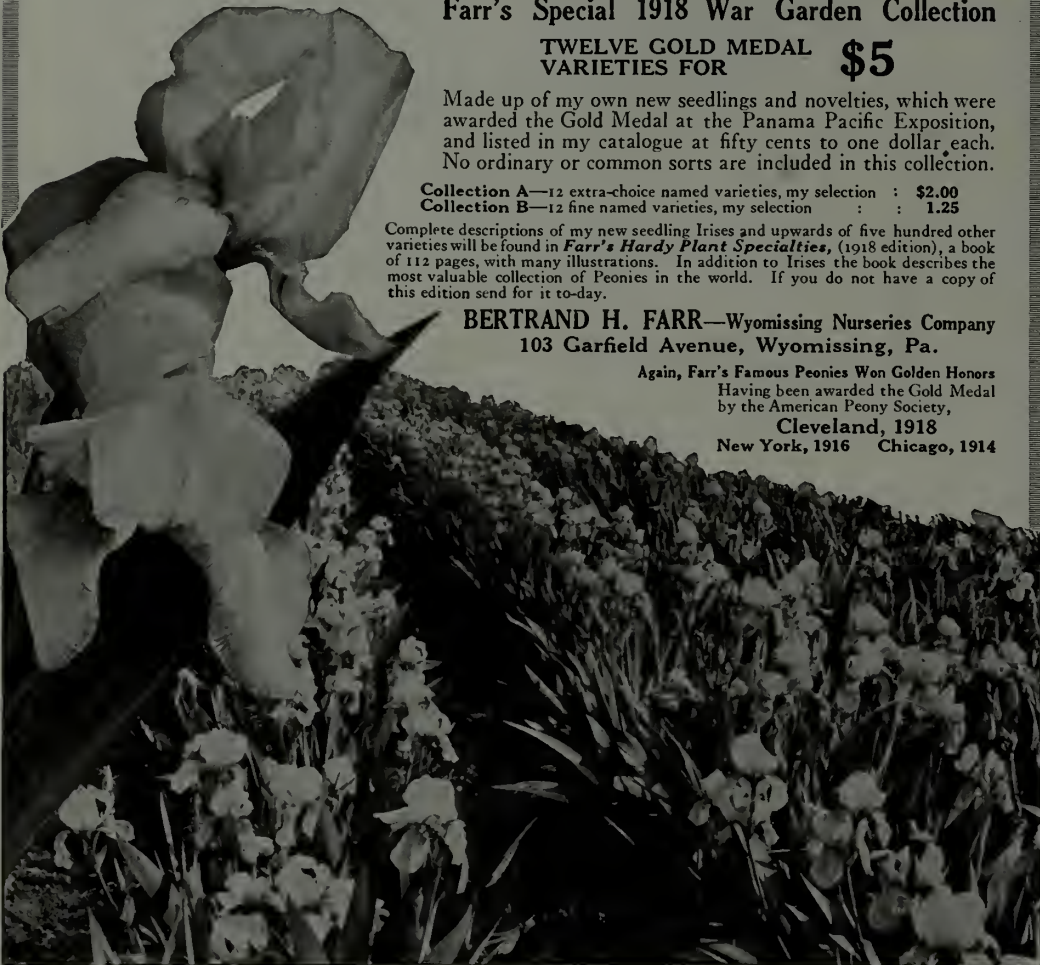 Farr's Special 1918 War Garden Collection
TWELVE GOLD MEDAL
VARIETIES FOR $5
Made up of my own new seedlings and novelties, which were
awarded the Gold Medal at the Panama Pacific Exposition,
and listed in my catalogue at fifty cents to one dollar each.
No ordinary or common sorts are included in this collection.
Collection A—12 extra-choice named varieties, my selection : $2.00
Collection B—12 fine named varieties, my selection : : 1.25
Complete descriptions of my new seedling Irises and upwards of five hundred other
varieties will be found in Farr's Hardy Plant Specialties, (1918 edition), a book
of 112 pages, with many illustrations. In addition to Irises the book describes the
most valuable collection of Peonies in the world. If you do not have a copy of
this edition send for it to-day.
BERTRAND H. FARR—Wyomissing Nurseries Company
103 Garfield Avenue, Wyomissing, Pa.
Again, Farr's Famous Peonies Won Golden Honors
Having been awarded the Gold Medal
by the American Peony Society,
Cleveland, 1918
New York, 1916 Chicago, 1914